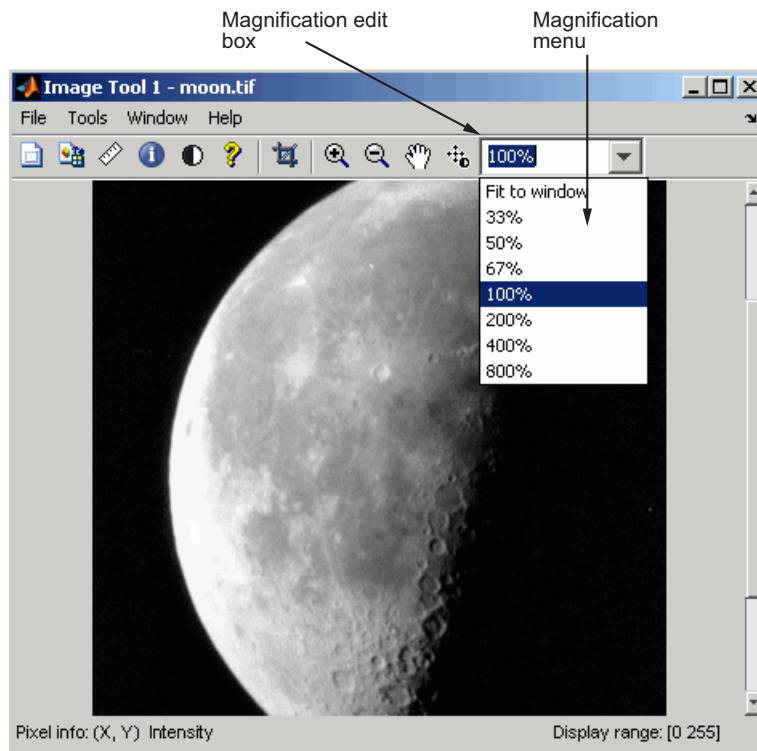 Magnification edit
box
Magnification
menu
Image Tool 1 - moon.tif
File Tools Window Help
100%
Fit to window
33%
50%
67%
100%
200%
400%
800%
Pixel info: (X, Y) Intensity
Display range: [0 255]